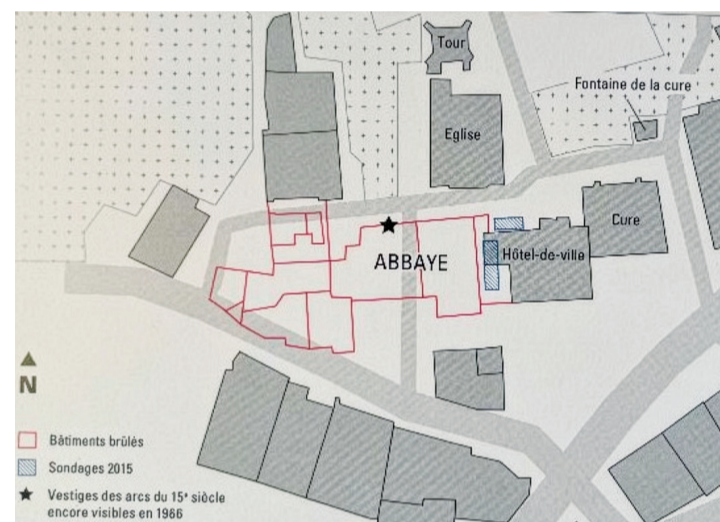 Tour
Fontaine de la cure
Eglise
Cure
ABBAYE
Hôtel-de-ville
N
Bâtiments brûlés
Sondages 2015
Vestiges des arcs du 15e siècle
encore visibles en 1966